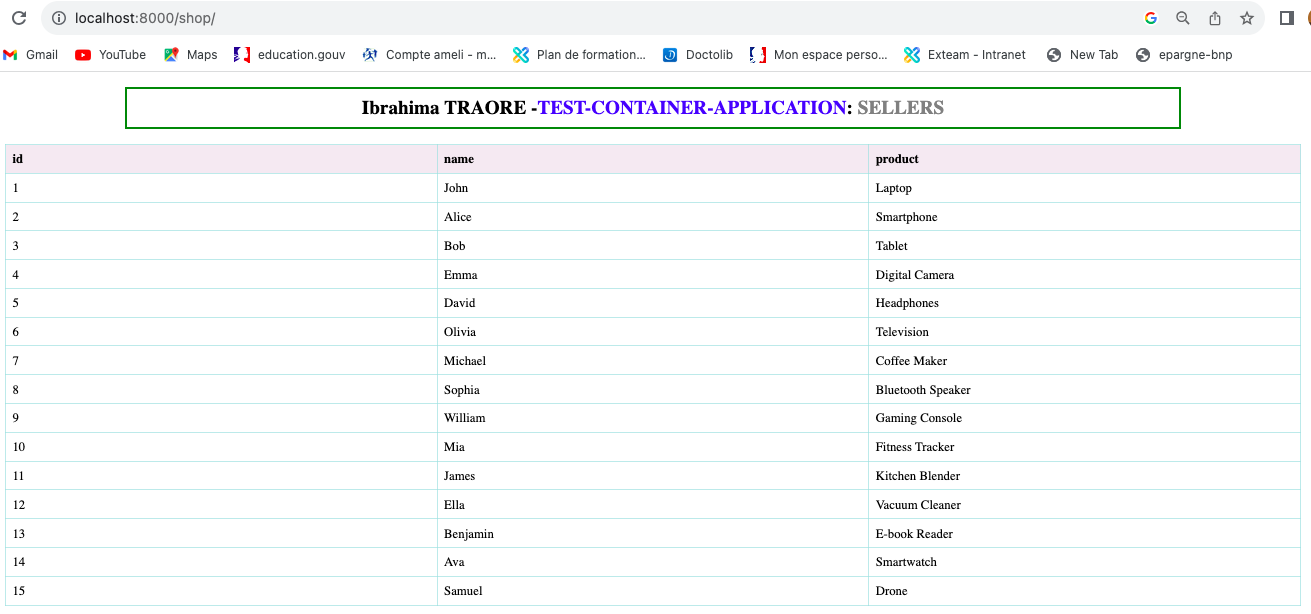 localhost:8000/shop/
Gmail YouTube Maps education.gouv Compte ameli - m... Plan de formation... Doctolib Mon espace perso... Exteam - Intranet New Tab epargne-bnp
Ibrahima TRAORE -TEST-CONTAINER-APPLICATION: SELLERS
id name product
1 John Laptop
2 Alice Smartphone
3 Bob Tablet
4 Emma Digital Camera
5 David Headphones
6 Olivia Television
7 Michael Coffee Maker
8 Sophia Bluetooth Speaker
9 William Gaming Console
10 Mia Fitness Tracker
11 James Kitchen Blender
12 Ella Vacuum Cleaner
13 Benjamin E-book Reader
14 Ava Smartwatch
15 Samuel Drone